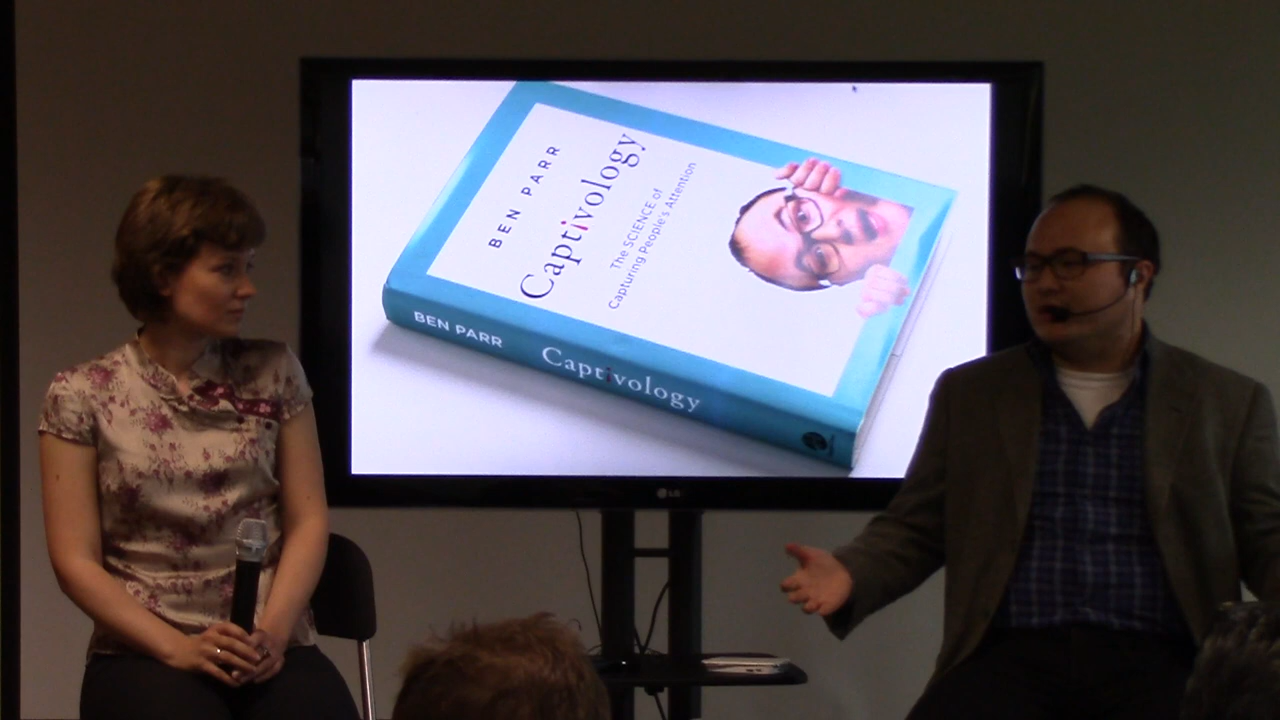 BEN PARR
Captivology
The SCIENCE of
Capturing People's Attention
BEN PARR
Captivology
LG